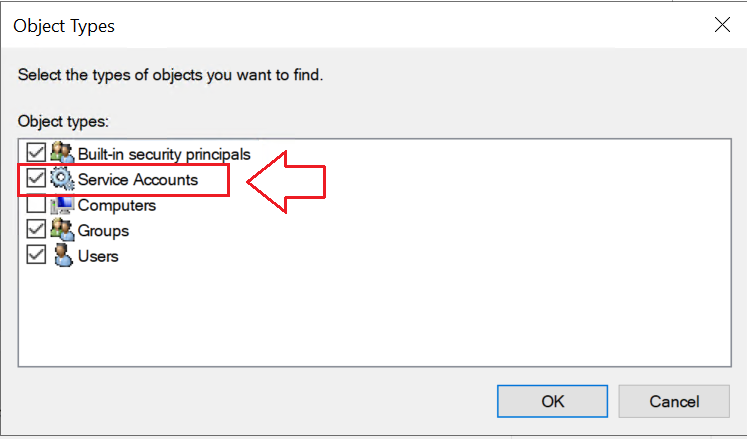 Object Types
Select the types of objects you want to find.
Object types:
Built-in security principals
Service Accounts
Computers
Groups
Users
OK
Cancel